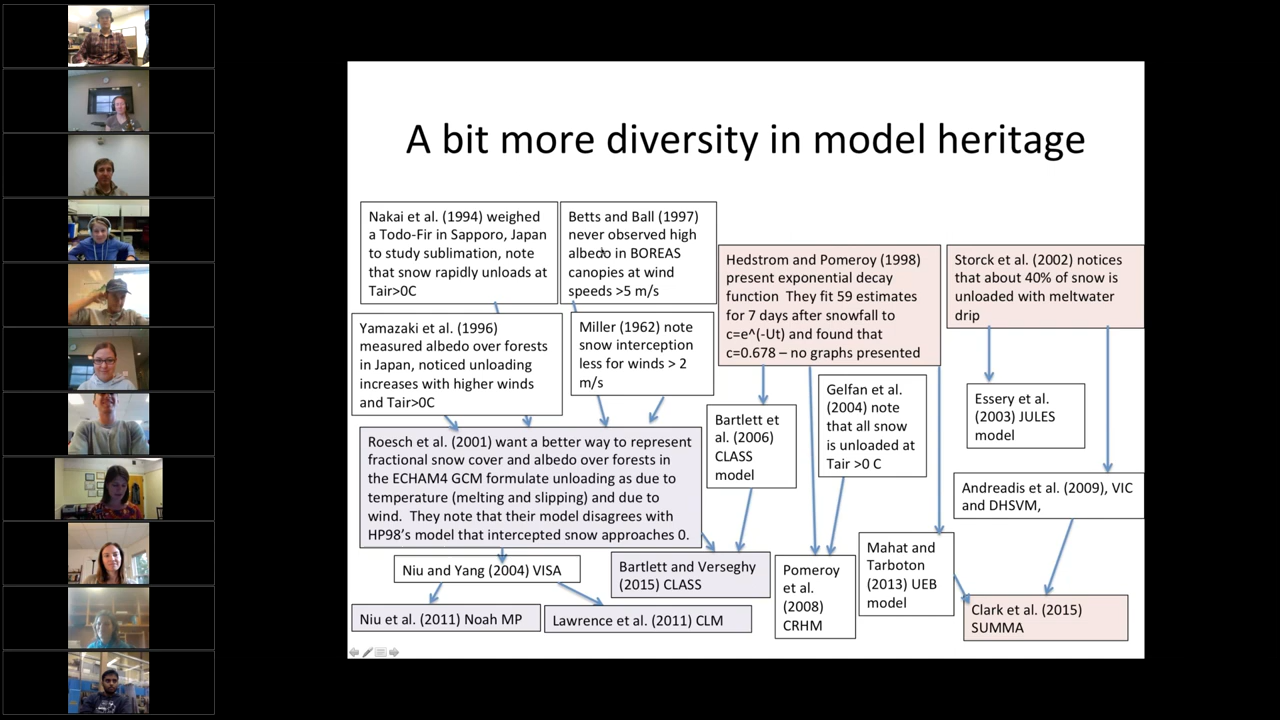 A bit more diversity in model heritage
Nakai et al. (1994) weighed
a Todo-Fir in Sapporo, Japan
to study sublimation, note
that snow rapidly unloads at
Tair>0C
Betts and Ball (1997)
never observed high
albedo in BOREAS
canopies at wind
speeds >5 m/s
Hedstrom and Pomeroy (1998)
present exponential decay
function They fit 59 estimates
for 7 days after snowfall to
c=e^(-Ut) and found that
c=0.678 – no graphs presented
Storck et al. (2002) notices
that about 40% of snow is
unloaded with meltwater
drip
Yamazaki et al. (1996)
measured albedo over forests
in Japan, noticed unloading
increases with higher winds
and Tair>0C
Miller (1962) note
snow interception
less for winds > 2
m/s
Gelfan et al.
(2004) note
that all snow
is unloaded at
Tair >0 C
Essery et al.
(2003) JULES
model
Bartlett et
al. (2006)
CLASS
model
Roesch et al. (2001) want a better way to represent
fractional snow cover and albedo over forests in
the ECHAM4 GCM formulate unloading as due to
temperature (melting and slipping) and due to
wind. They note that their model disagrees with
HP98's model that intercepted snow approaches 0.
Andreadis et al. (2009), VIC
and DHSVM,
Niu and Yang (2004) VISA
Bartlett and Verseghy
(2015) CLASS
Pomeroy
et al.
(2008)
CRHM
Mahat and
Tarboton
(2013) UEB
model
Clark et al. (2015)
SUMMA
Niu et al. (2011) Noah MP
Lawrence et al. (2011) CLM